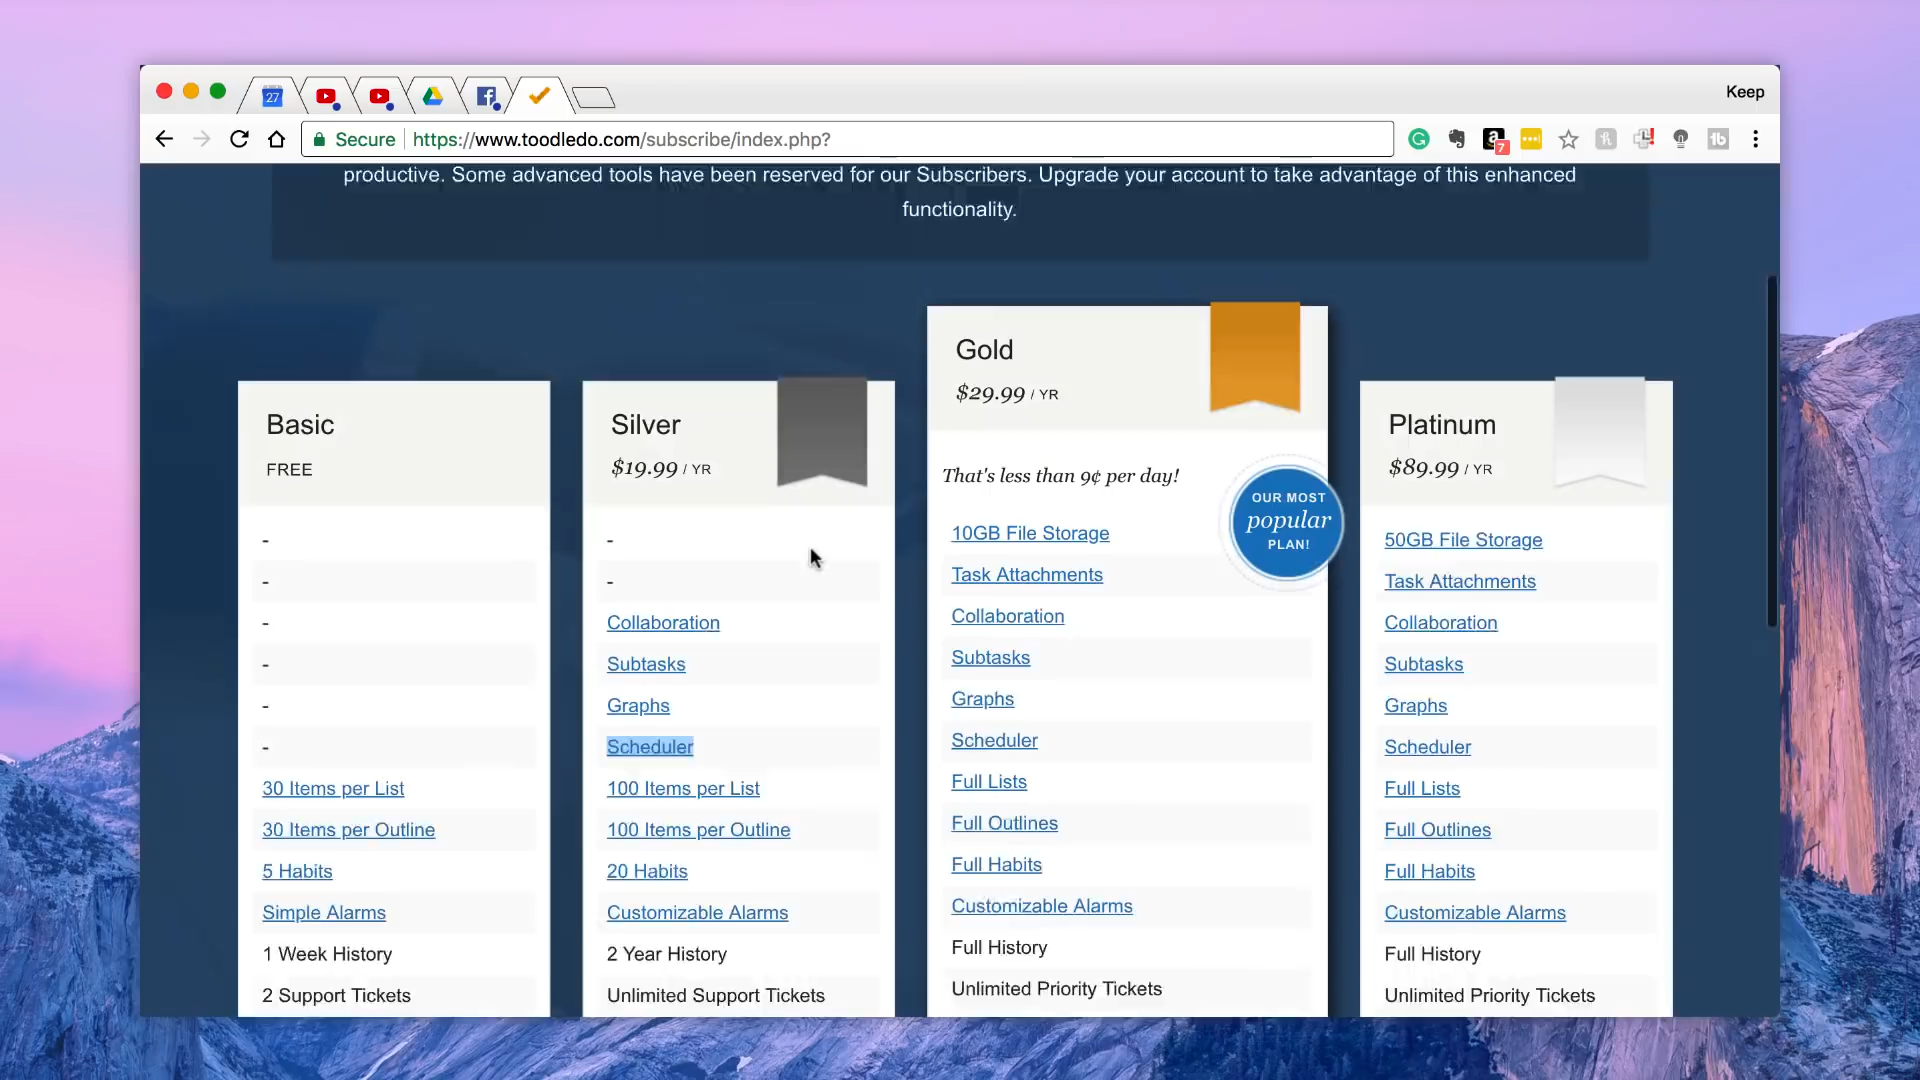 27
Keep
Secure
https://www.toodledo.com/subscribe/index.php?
7
productive. Some advanced tools have been reserved for our Subscribers. Upgrade your account to take advantage of this enhanced
functionality.
Basic
FREE
-
-
-
-
-
-
30 Items per List
30 Items per Outline
5 Habits
Simple Alarms
1 Week History
2 Support Tickets
Silver
$19.99 / YR
-
-
Collaboration
Subtasks
Graphs
Scheduler
100 Items per List
100 Items per Outline
20 Habits
Customizable Alarms
2 Year History
Unlimited Support Tickets
Gold
$29.99 / YR
That's less than 9¢ per day!
OUR MOST
popular
PLAN!
10GB File Storage
Task Attachments
Collaboration
Subtasks
Graphs
Scheduler
Full Lists
Full Outlines
Full Habits
Customizable Alarms
Full History
Unlimited Priority Tickets
Platinum
$89.99 / YR
50GB File Storage
Task Attachments
Collaboration
Subtasks
Graphs
Scheduler
Full Lists
Full Outlines
Full Habits
Customizable Alarms
Full History
Unlimited Priority Tickets